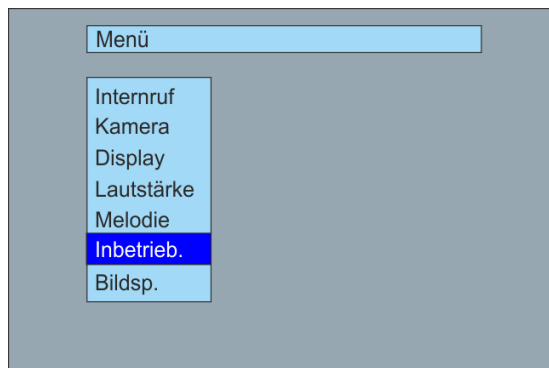 Menü
Internruf
Kamera
Display
Lautstärke
Melodie
Inbetrieb.
Bildsp.